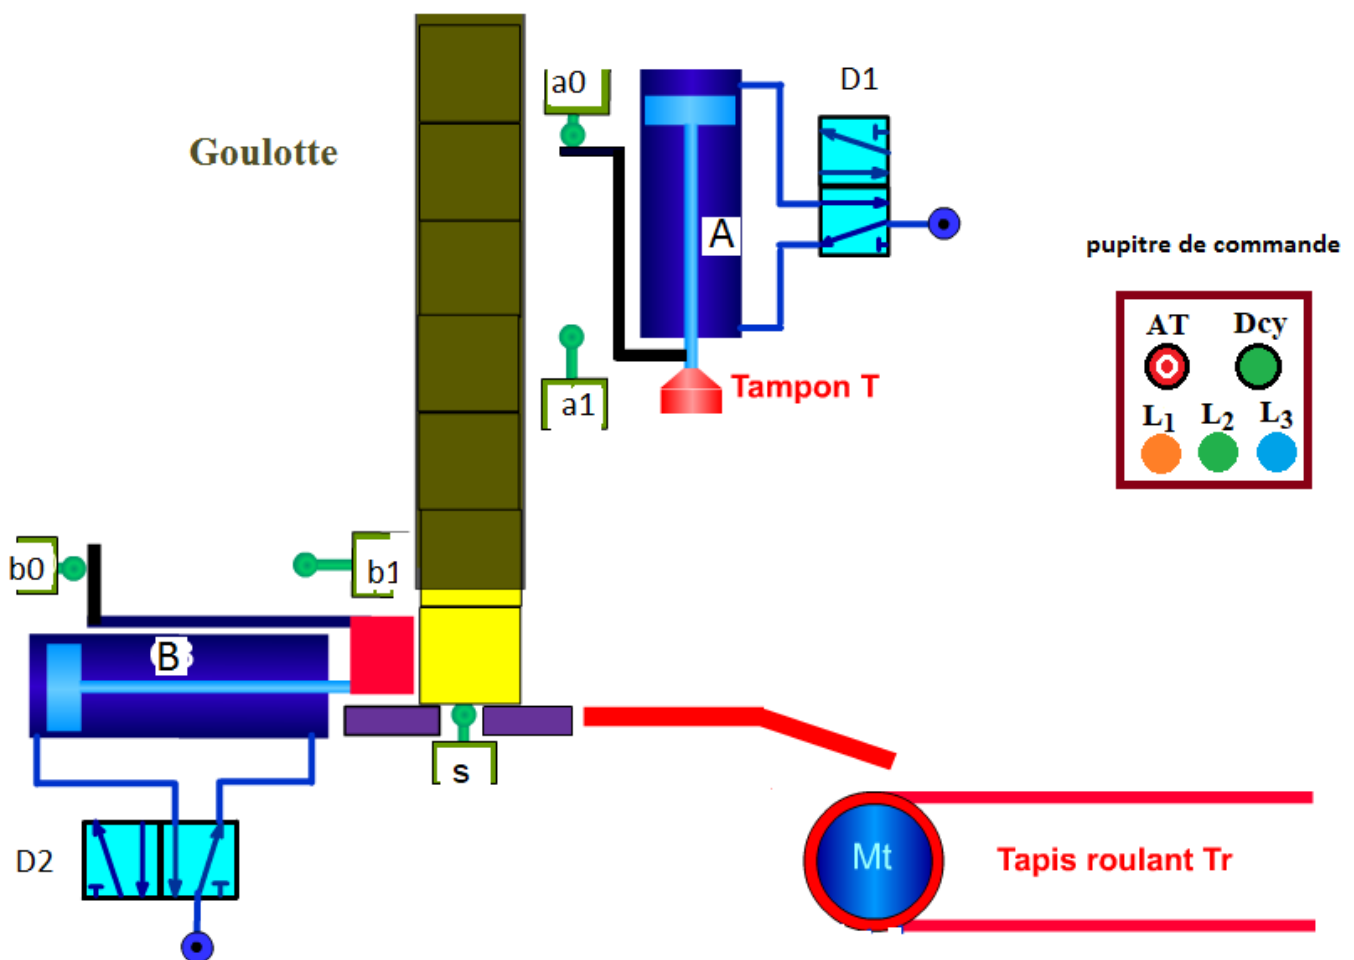 a0
D1
Goulotte
A
pupitre de commande
AT Dcy
L1 L2 L3
Tampon T
a1
b0
b1
B
s
D2
Mt
Tapis roulant Tr